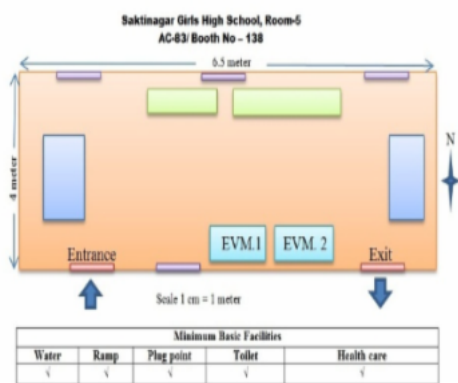 Saktinagar Girls High School, Room-5
AC-83/ Booth No – 138
6.5 meter
4 meter
N
EVM.1 EVM. 2
Entrance Exit
Scale 1 cm = 1 meter
Minimum Basic Facilities
Water Ramp Plug point Toilet Health care
√ √ √ √ √